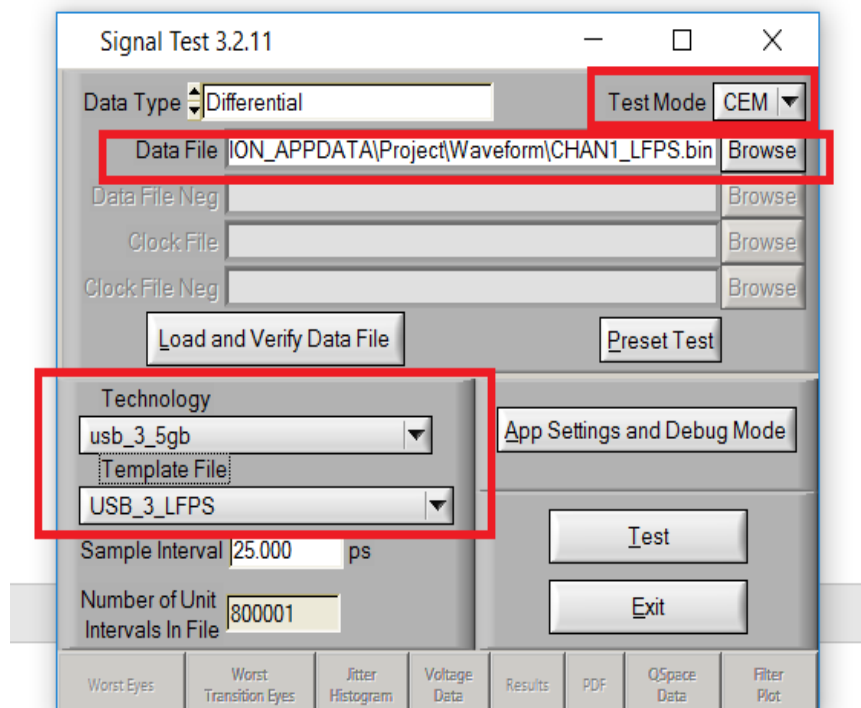 Signal Test 3.2.11
Data Type Differential Test Mode CEM
Data File ION_APPDATA\Project\Waveform\CHAN1_LFPS.bin Browse
Data File Neg Browse
Clock File Browse
Clock File Neg Browse
Load and Verify Data File Preset Test
Technology
usb_3_5gb
App Settings and Debug Mode
Template File
USB_3_LFPS
Sample Interval 25.000 ps
Test
Number of Unit
Intervals In File 800001
Exit
Worst Eyes
Worst
Transition Eyes
Jitter
Histogram
Voltage
Data
Results
PDF
QSpace
Data
Filter
Plot